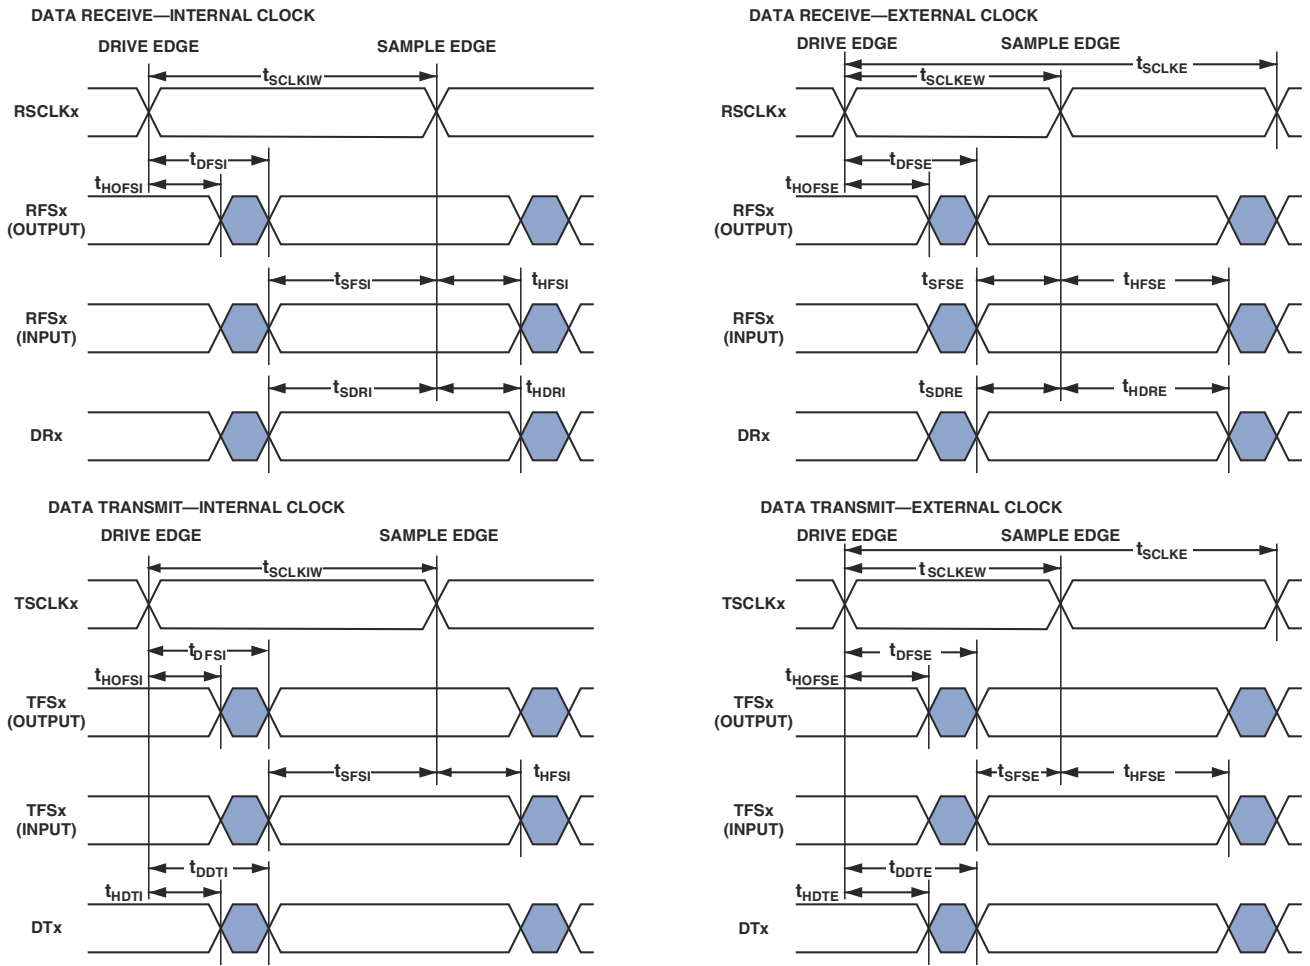 DATA RECEIVE—INTERNAL CLOCK
DRIVE EDGE
SAMPLE EDGE
tSCLKIW
RSCLKx
tDFSI
tHOFSI
RFSx
(OUTPUT)
tSFSI
tHFSI
RFSx
(INPUT)
tSDRI
tHDRI
DRx
DATA RECEIVE—EXTERNAL CLOCK
DRIVE EDGE
SAMPLE EDGE
tSCLKE
tSCLKEW
RSCLKx
tDFSE
tHOFSE
RFSx
(OUTPUT)
tSFSE
tHFSE
RFSx
(INPUT)
tSDRE
tHDRE
DRx
DATA TRANSMIT—INTERNAL CLOCK
DRIVE EDGE
SAMPLE EDGE
tSCLKIW
TSCLKx
tDFSI
tHOFSI
TFSx
(OUTPUT)
tSFSI
tHFSI
TFSx
(INPUT)
tDDTI
tHDTI
DTx
DATA TRANSMIT—EXTERNAL CLOCK
DRIVE EDGE
SAMPLE EDGE
tSCLKE
tSCLKEW
TSCLKx
tDFSE
tHOFSE
TFSx
(OUTPUT)
tSFSE
tHFSE
TFSx
(INPUT)
tDDTE
tHDTE
DTx